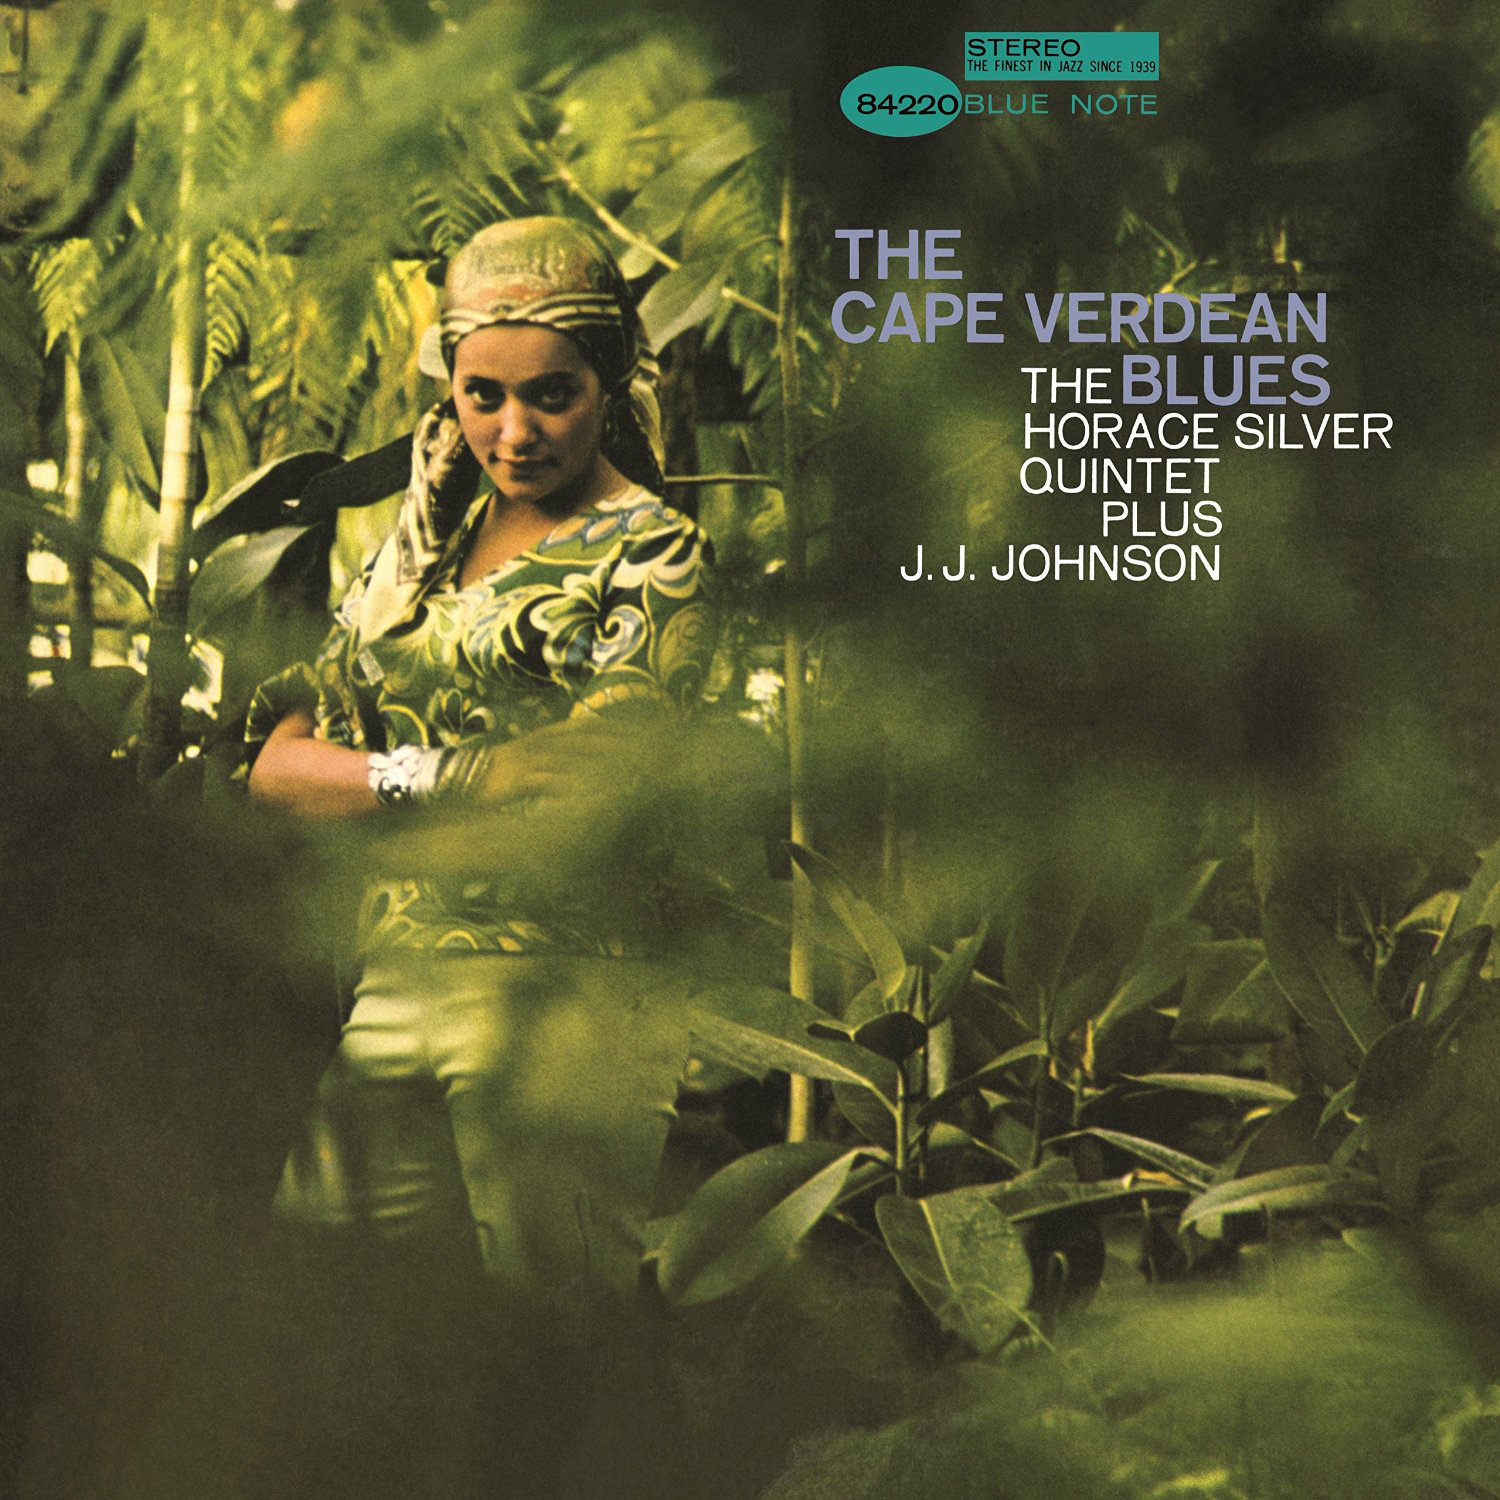 STEREO
THE FINEST IN JAZZ SINCE 1939
84220 BLUE NOTE
THE
CAPE VERDEAN
BLUES
THE
HORACE SILVER
QUINTET
PLUS
J.J. JOHNSON